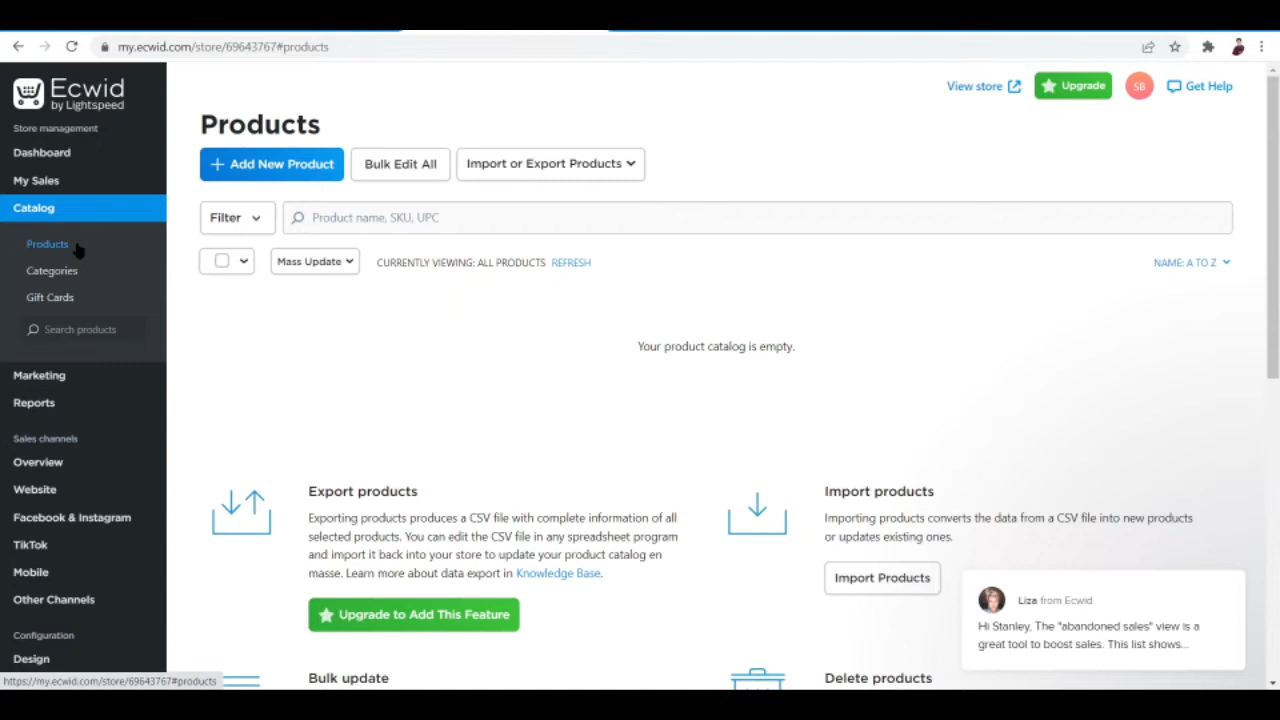 my.ecwid.com/store/69643767#products
Ecwid
by Lightspeed
Store management
Dashboard
My Sales
Catalog
Products
Categories
Gift Cards
Search products
Marketing
Reports
Sales channels
Overview
Website
Facebook & Instagram
TikTok
Mobile
Other Channels
Configuration
Design
https://my.ecwid.com/store/69643767#products
View store
Upgrade
SB
Get Help
Products
+ Add New Product
Bulk Edit All
Import or Export Products
Filter
Product name, SKU, UPC
Mass Update
CURRENTLY VIEWING: ALL PRODUCTS REFRESH
NAME: A TO Z
Your product catalog is empty.
Export products
Exporting products produces a CSV file with complete information of all
selected products. You can edit the CSV file in any spreadsheet program
and import it back into your store to update your product catalog en
masse. Learn more about data export in Knowledge Base.
Upgrade to Add This Feature
Import products
Importing products converts the data from a CSV file into new products
or updates existing ones.
Import Products
Liza from Ecwid
Hi Stanley, The "abandoned sales" view is a
great tool to boost sales. This list shows...
Bulk update
Delete products